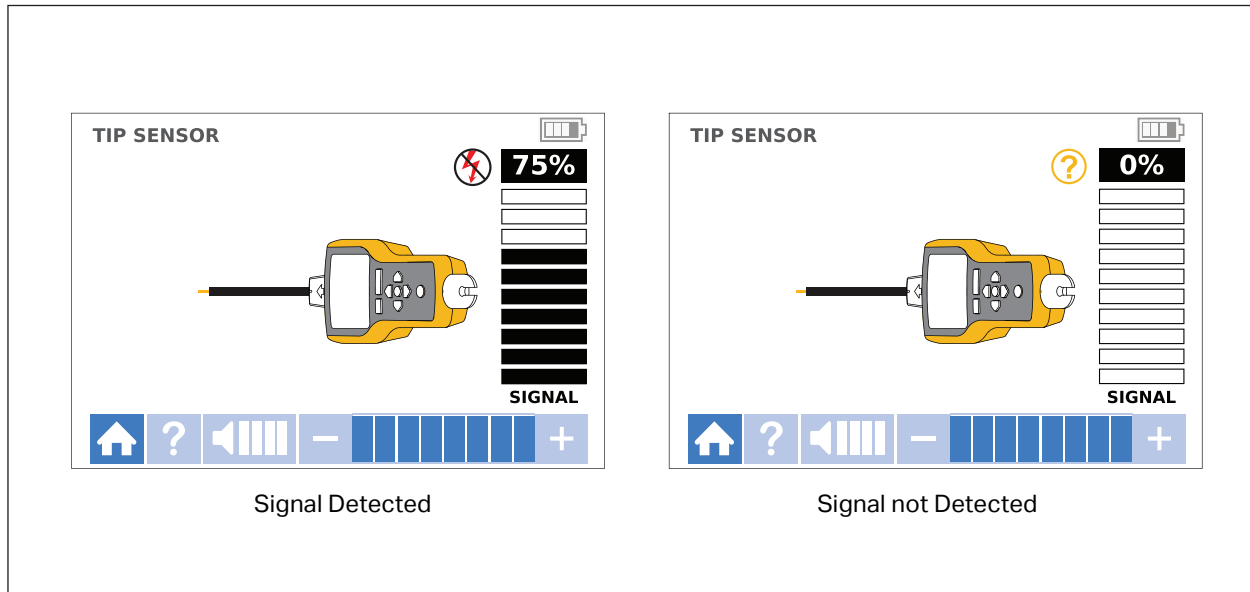 TIP SENSOR
75%
SIGNAL
?
−
+
Signal Detected
TIP SENSOR
?
0%
SIGNAL
?
−
+
Signal not Detected